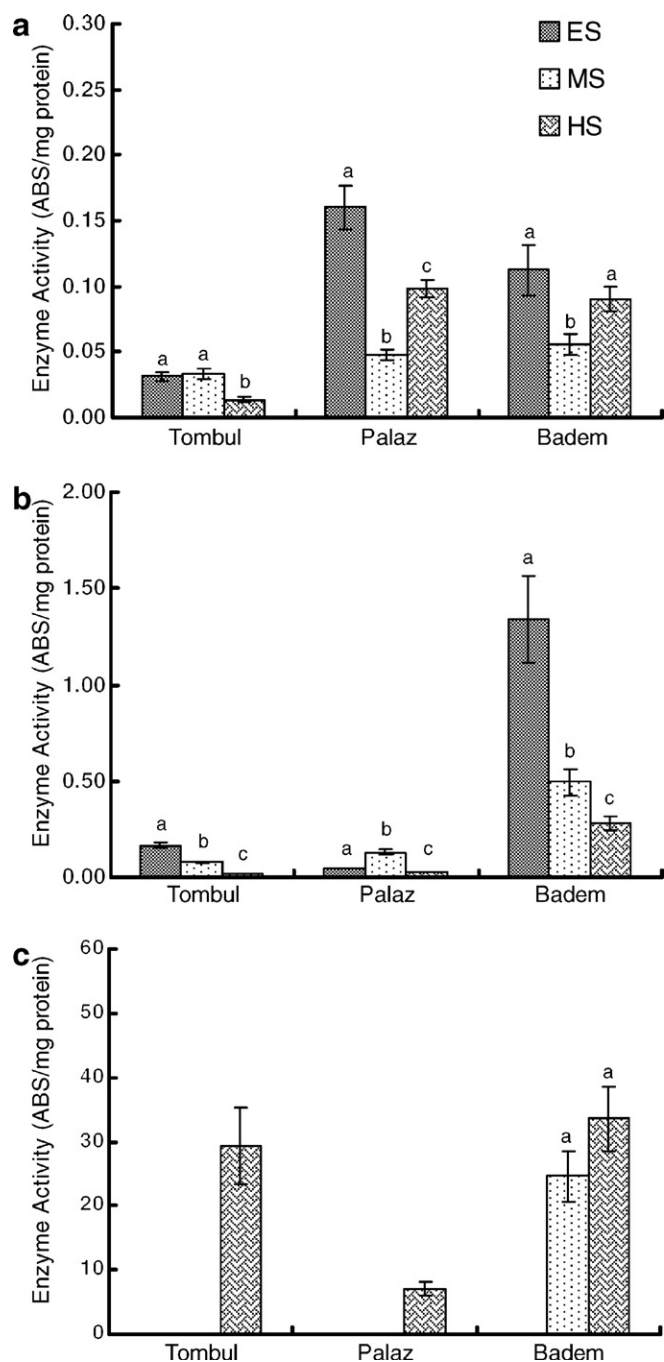 a
Enzyme Activity (ABS/mg protein)
0.30
0.25
0.20
0.15
0.10
0.05
0.00
ES
MS
HS
a a b
a b c
a b a
Tombul Palaz Badem
b
Enzyme Activity (ABS/mg protein)
2.00
1.50
1.00
0.50
0.00
a b c
a b c
a b c
Tombul Palaz Badem
c
Enzyme Activity (ABS/mg protein)
60
50
40
30
20
10
0
a a
Tombul Palaz Badem